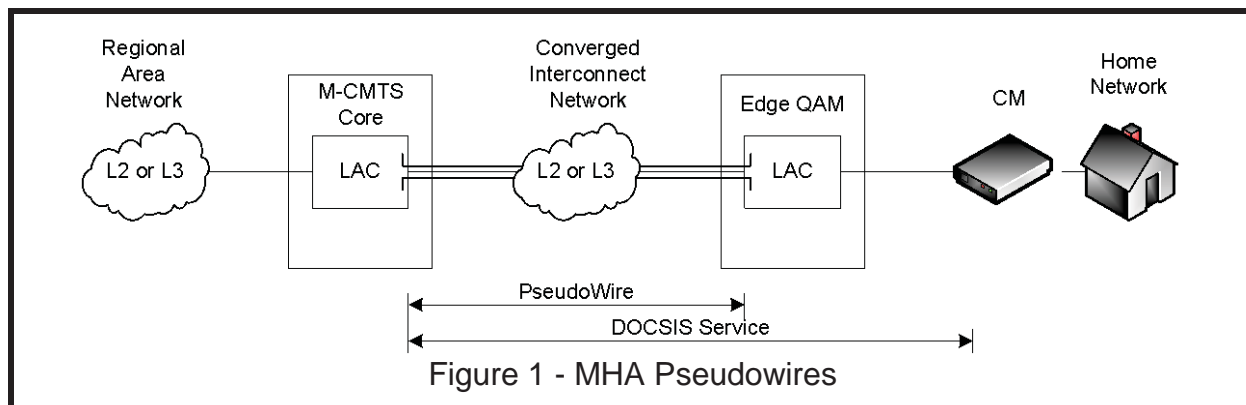 Regional
Area
Network
L2 or L3
M-CMTS
Core
LAC
Converged
Interconnect
Network
L2 or L3
Edge QAM
LAC
CM
Home
Network
PseudoWire
DOCSIS Service
Figure 1 - MHA Pseudowires